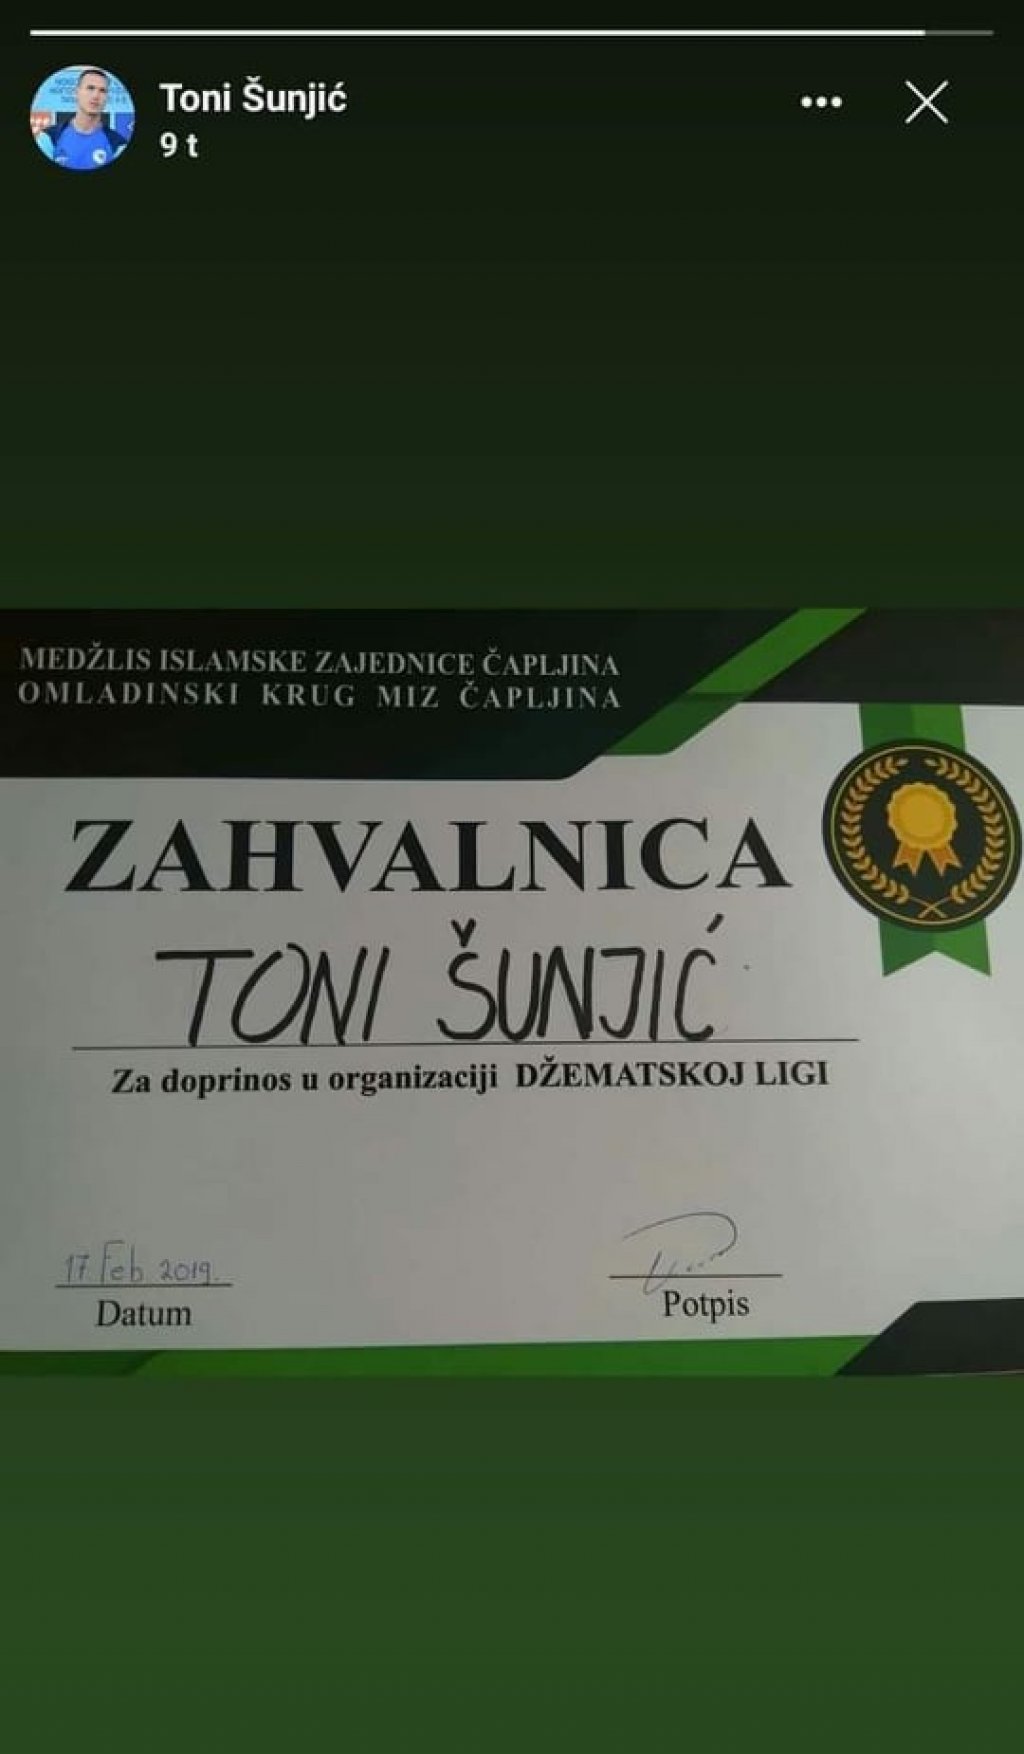 Toni Šunjić
9 t
MEDŽLIS ISLAMSKE ZAJEDNICE ČAPLJINA
OMLADINSKI KRUG MIZ ČAPLJINA
ZAHVALNICA
TONI ŠUNJIĆ
Za doprinos u organizaciji DŽEMATSKOJ LIGI
17 Feb 2019.
Datum
Potpis